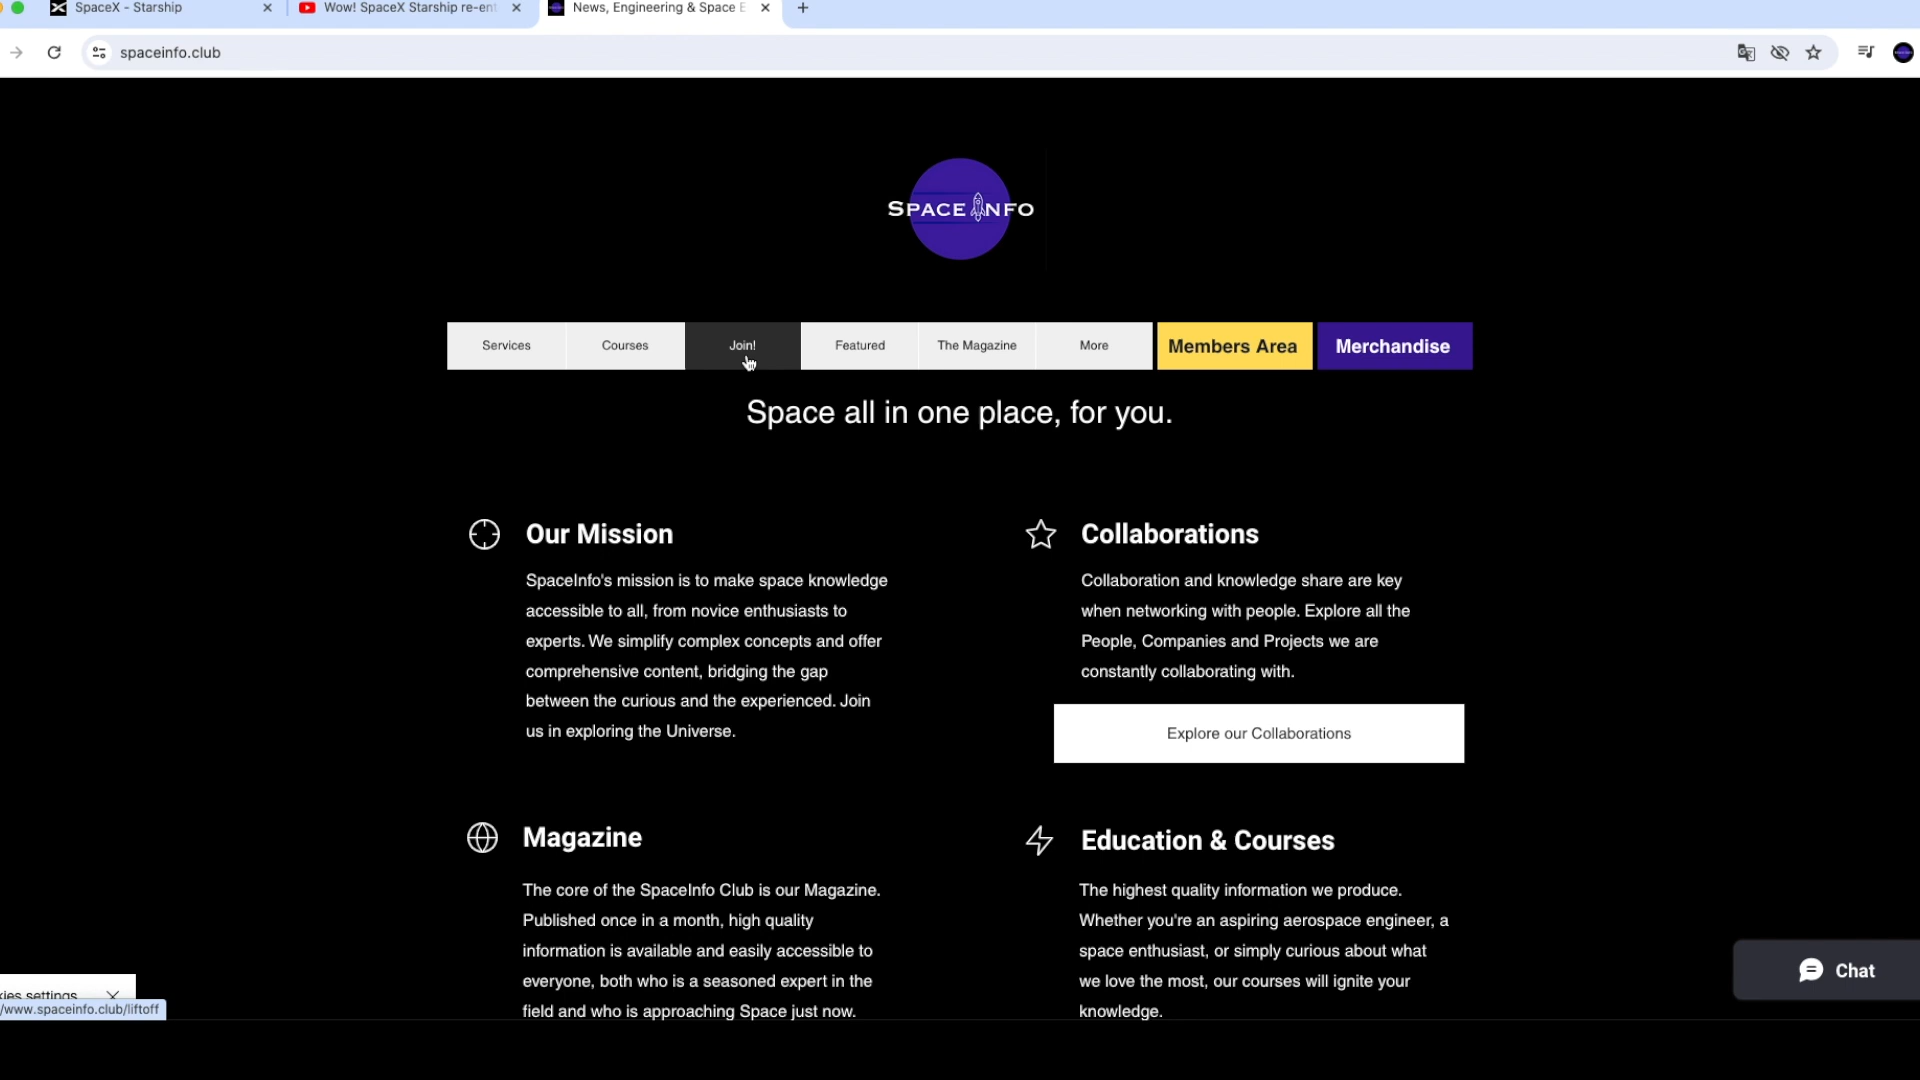 SpaceX - Starship
Wow! SpaceX Starship re-ent
News, Engineering & Space E
spaceinfo.club
SPACE INFO
Services
Courses
Join!
Featured
The Magazine
More
Members Area
Merchandise
Space all in one place, for you.
Our Mission
SpaceInfo's mission is to make space knowledge
accessible to all, from novice enthusiasts to
experts. We simplify complex concepts and offer
comprehensive content, bridging the gap
between the curious and the experienced. Join
us in exploring the Universe.
Collaborations
Collaboration and knowledge share are key
when networking with people. Explore all the
People, Companies and Projects we are
constantly collaborating with.
Explore our Collaborations
Magazine
The core of the SpaceInfo Club is our Magazine.
Published once in a month, high quality
information is available and easily accessible to
everyone, both who is a seasoned expert in the
field and who is approaching Space just now.
Education & Courses
The highest quality information we produce.
Whether you're an aspiring aerospace engineer, a
space enthusiast, or simply curious about what
we love the most, our courses will ignite your
knowledge.
Chat
kies settings
/www.spaceinfo.club/liftoff